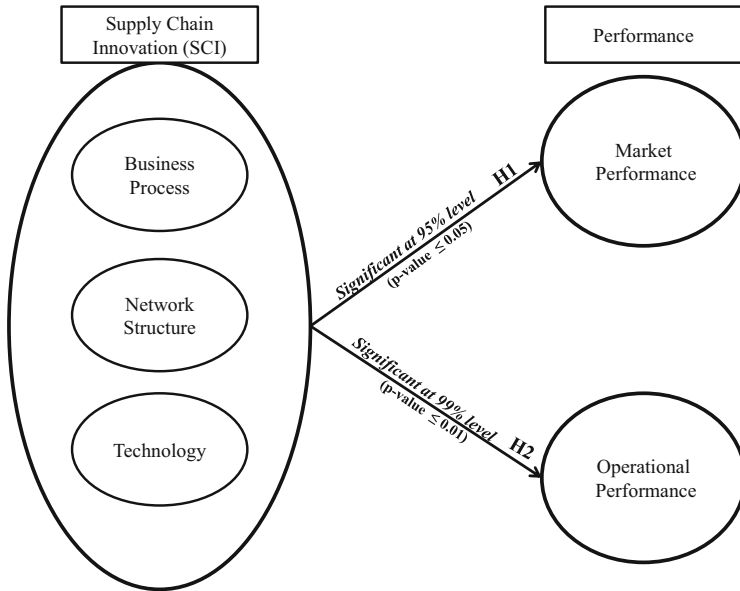 Supply Chain
Innovation (SCI)
Performance
Business
Process
Network
Structure
Technology
Significant at 95% level
(p-value ≤ 0.05)
H1
Significant at 99% level
(p-value ≤ 0.01)
H2
Market
Performance
Operational
Performance